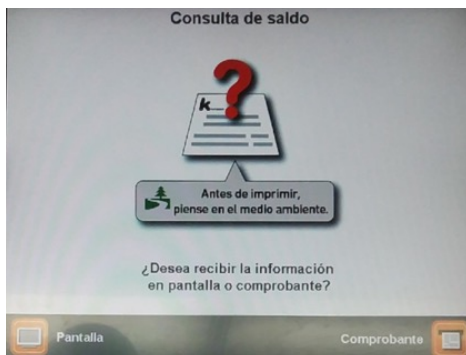 Consulta de saldo
k
?
Antes de imprimir,
piense en el medio ambiente.
¿Desea recibir la información
en pantalla o comprobante?
Pantalla
Comprobante